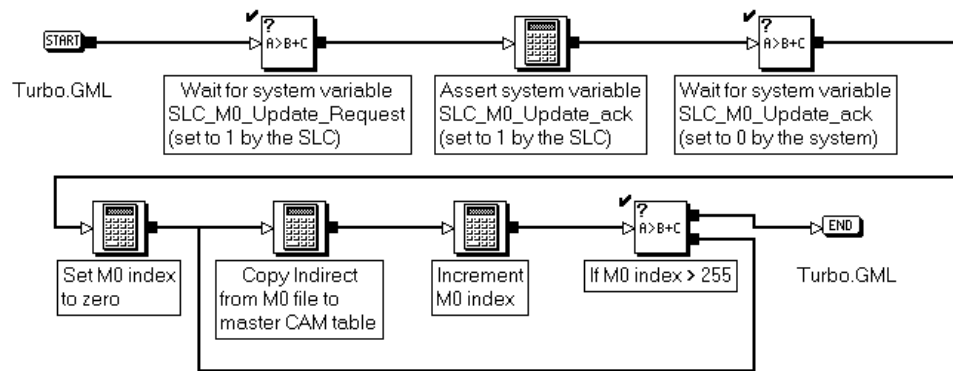 START
?
A>B+C
?
A>B+C
Turbo.GML
Wait for system variable
SLC_M0_Update_Request
(set to 1 by the SLC)
Assert system variable
SLC_M0_Update_ack
(set to 1 by the SLC)
Wait for system variable
SLC_M0_Update_ack
(set to 0 by the system)
?
A>B+C
END
Set M0 index
to zero
Copy Indirect
from M0 file to
master CAM table
Increment
M0 index
If M0 index > 255
Turbo.GML